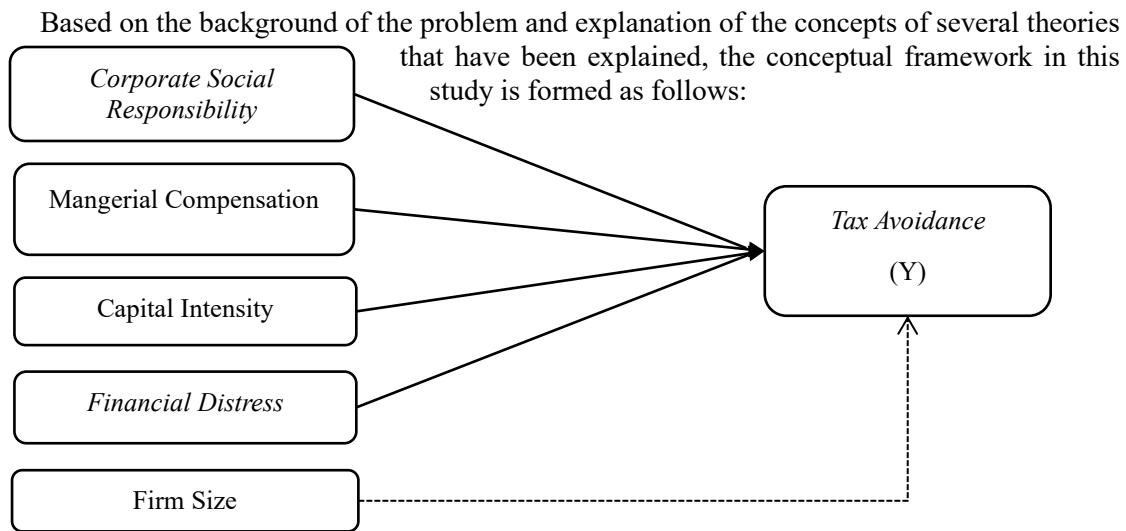 Based on the background of the problem and explanation of the concepts of several theories
that have been explained, the conceptual framework in this
study is formed as follows:
Corporate Social
Responsibility
Mangerial Compensation
Capital Intensity
Financial Distress
Firm Size
Tax Avoidance
(Y)